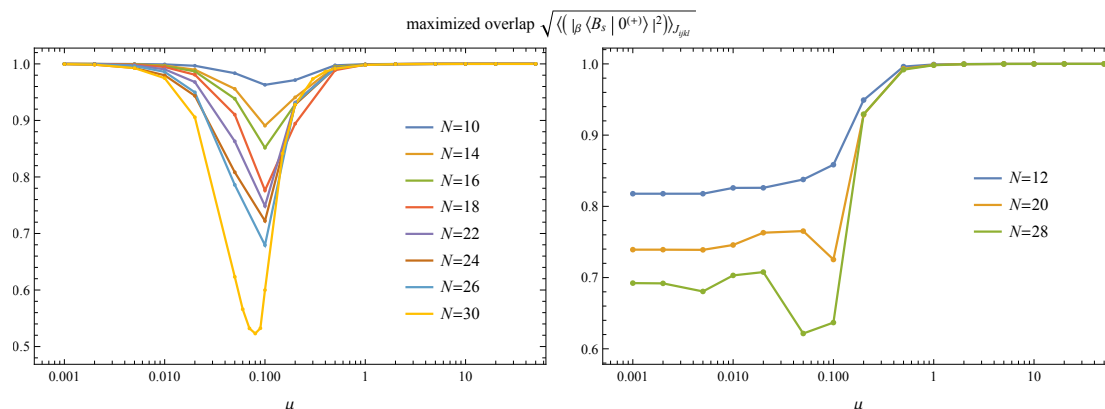 maximized overlap √⟨(|β⟨Bs|0(+)⟩|²)⟩Jijkl
1.0
0.9
0.8
0.7
0.6
0.5
0.001
0.010
0.100
1
10
μ
N=10
N=14
N=16
N=18
N=22
N=24
N=26
N=30
1.0
0.9
0.8
0.7
0.6
0.001
0.010
0.100
1
10
μ
N=12
N=20
N=28